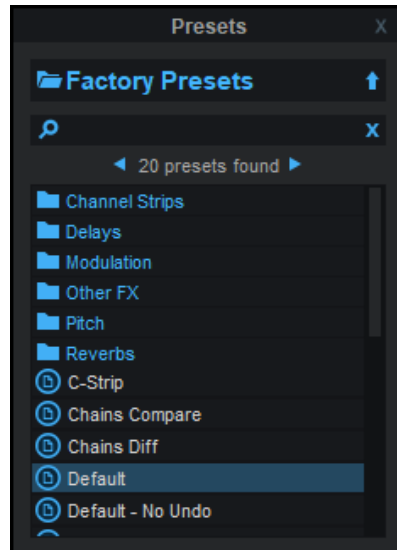 Presets X
Factory Presets
X
20 presets found
Channel Strips
Delays
Modulation
Other FX
Pitch
Reverbs
C-Strip
Chains Compare
Chains Diff
Default
Default - No Undo